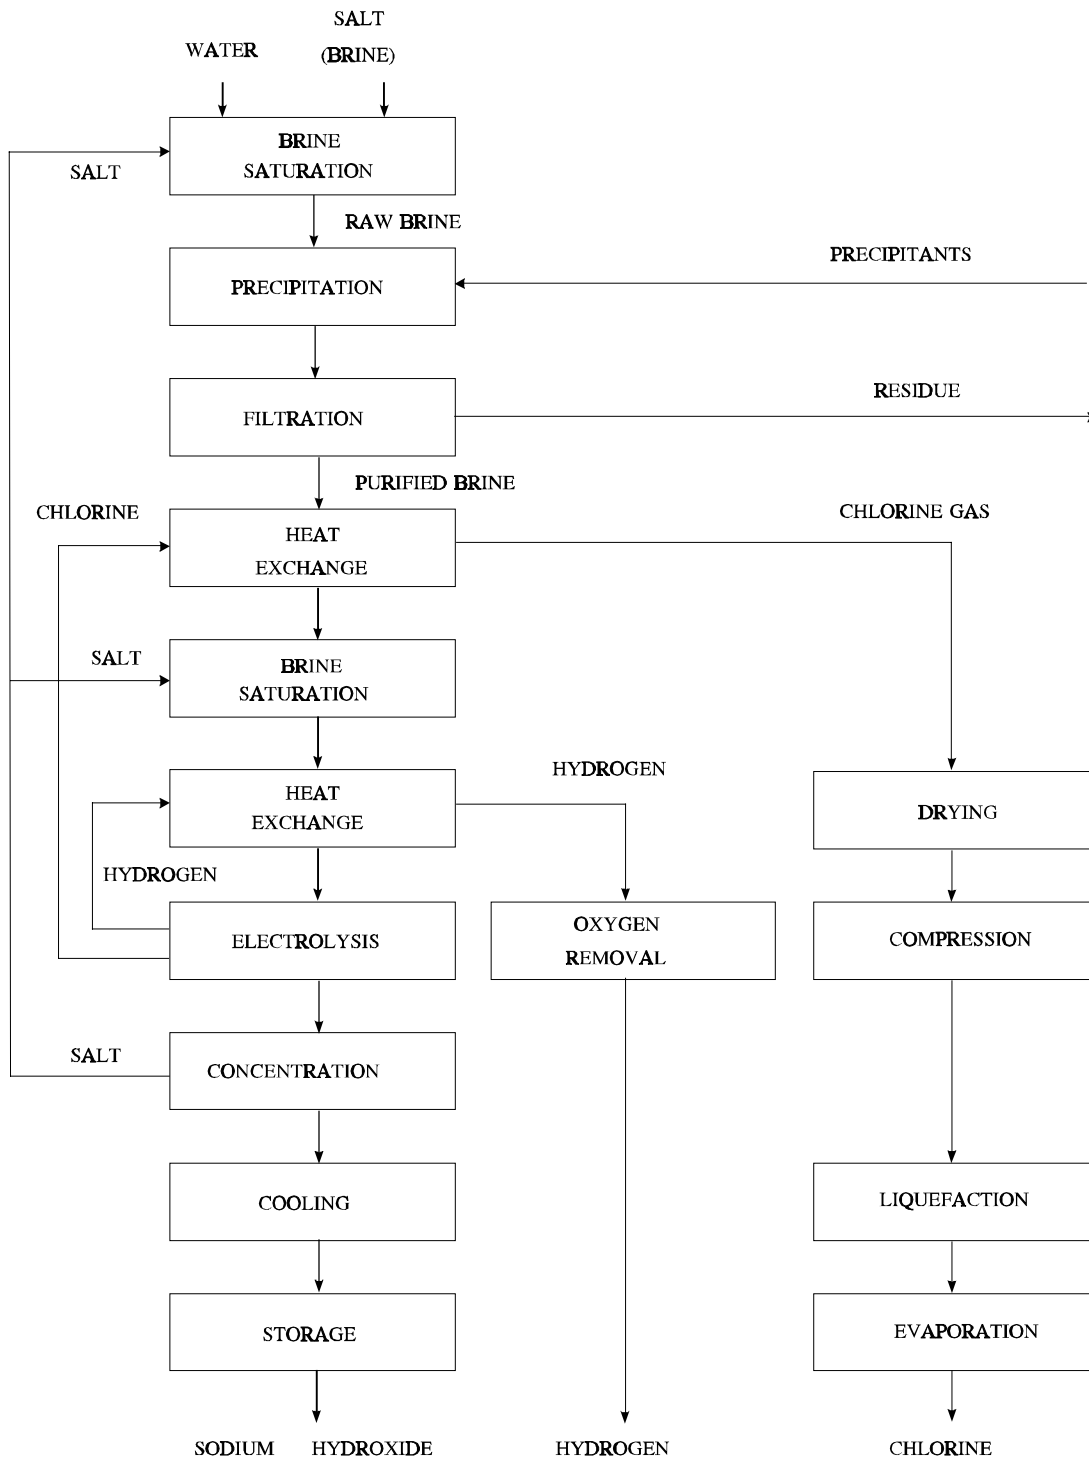 SALT
WATER
(BRINE)
BRINE
SATURATION
SALT
RAW BRINE
PRECIPITANTS
PRECIPITATION
RESIDUE
FILTRATION
PURIFIED BRINE
CHLORINE
CHLORINE GAS
HEAT
EXCHANGE
SALT
BRINE
SATURATION
HYDROGEN
HEAT
EXCHANGE
DRYING
HYDROGEN
OXYGEN
REMOVAL
ELECTROLYSIS
COMPRESSION
SALT
CONCENTRATION
COOLING
LIQUEFACTION
STORAGE
EVAPORATION
SODIUM HYDROXIDE
HYDROGEN
CHLORINE